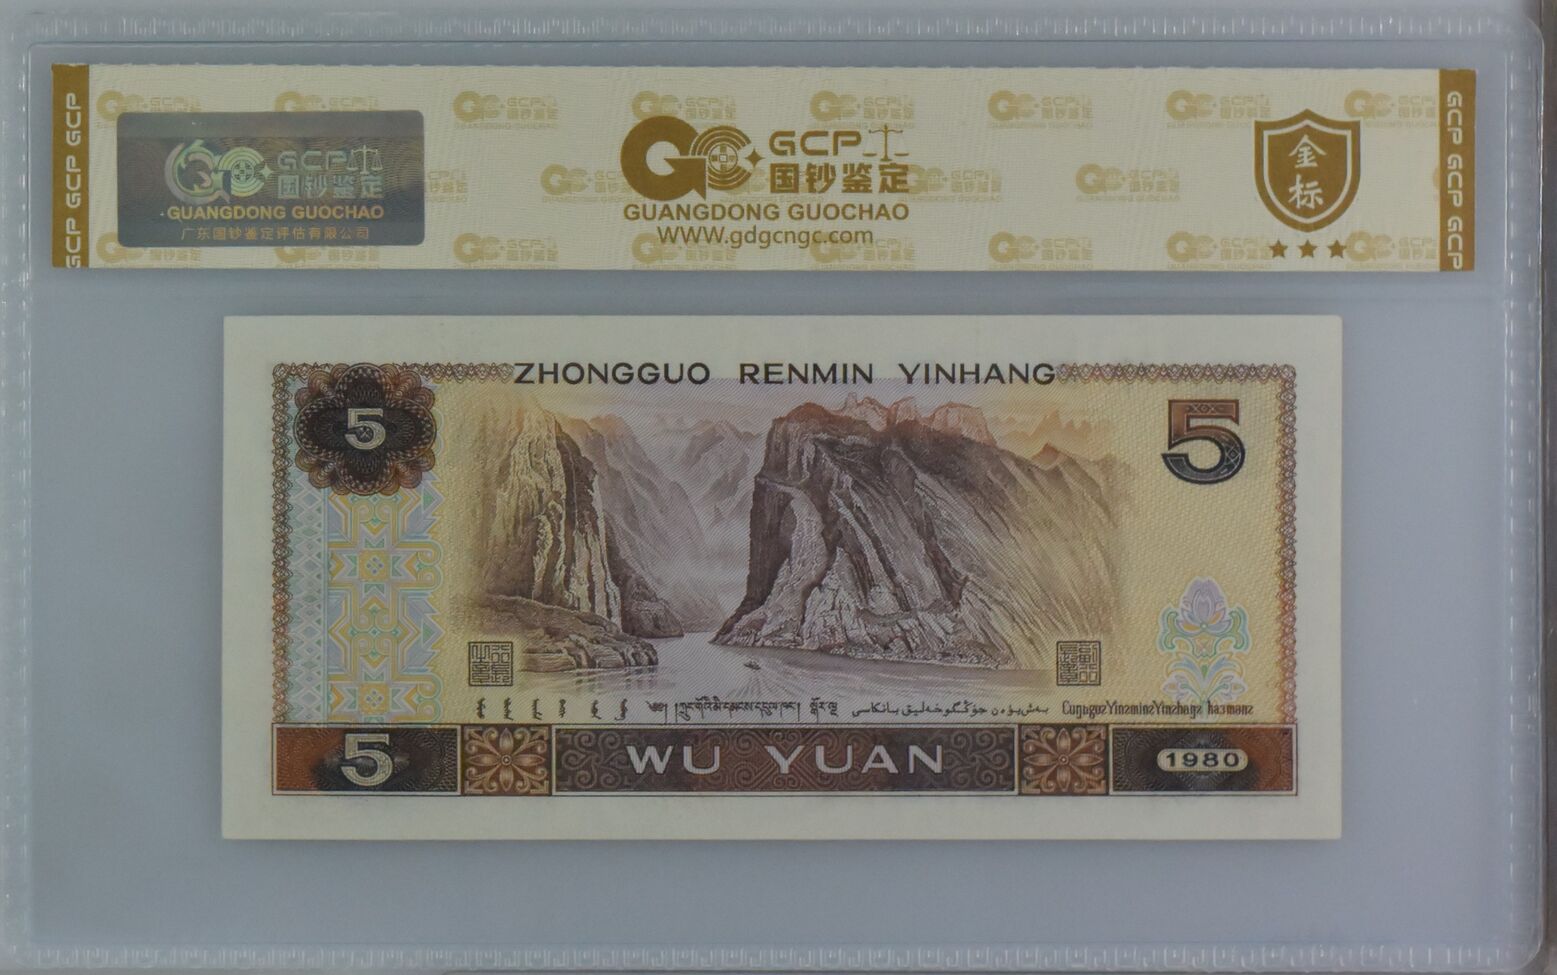 GCP GCP GCP
GCP 国钞鉴定
GUANGDONG GUOCHAO
广东国钞鉴定评估有限公司
GCP
国钞鉴定
GUANGDONG GUOCHAO
WWW.gdgcngc.com
金标
GCP GCP GCP
ZHONGGUO RENMIN YINHANG
5
5
5
WU YUAN
1980